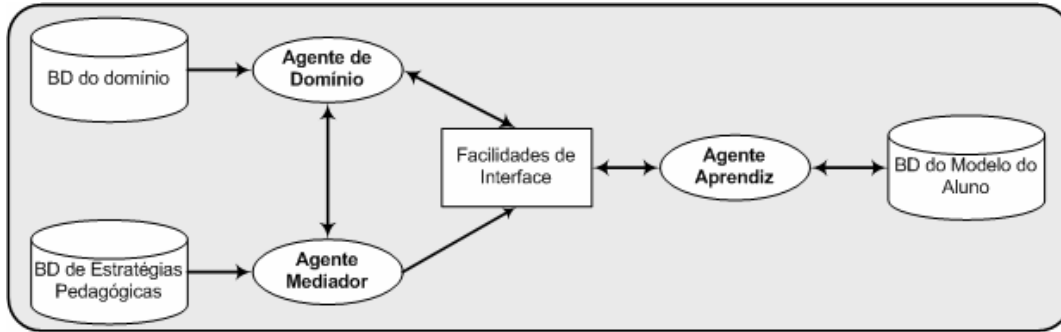 BD do domínio
Agente de
Domínio
Facilidades de
Interface
Agente
Aprendiz
BD do Modelo do
Aluno
BD de Estratégias
Pedagógicas
Agente
Mediador